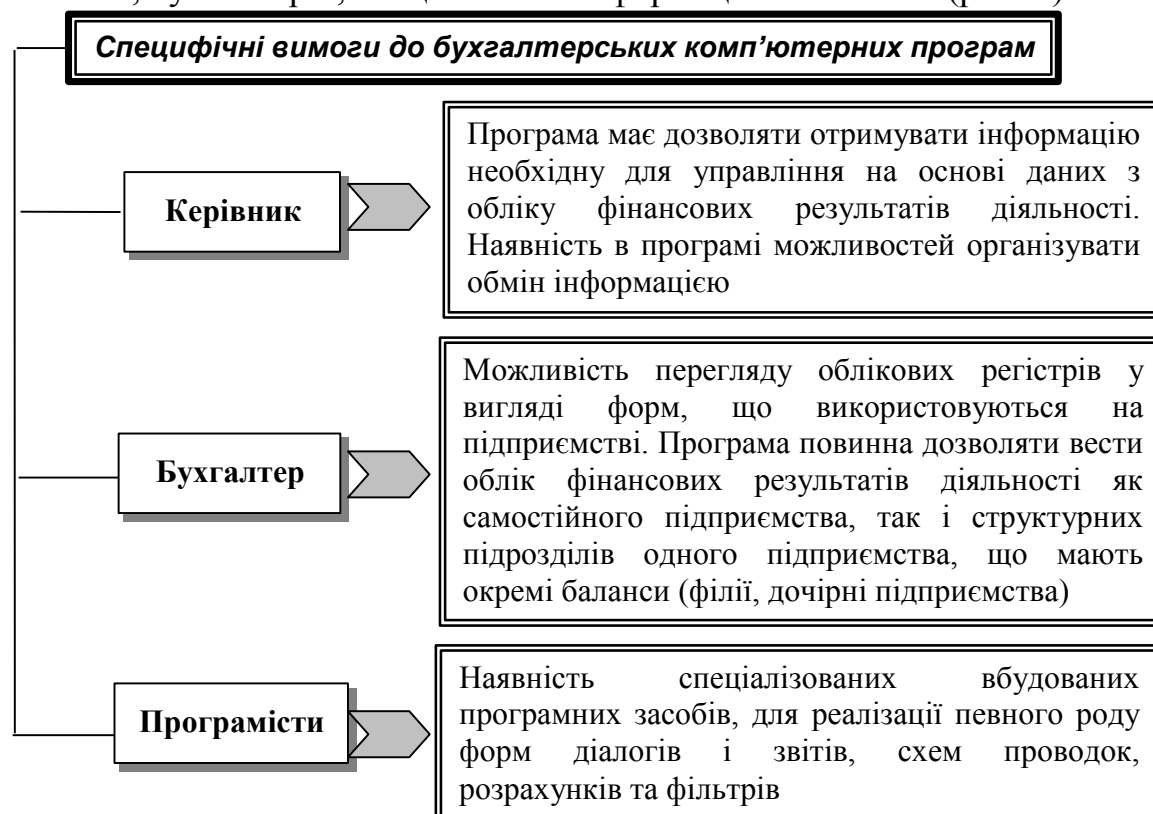 Специфічні вимоги до бухгалтерських комп’ютерних програм
Керівник
Програма має дозволяти отримувати інформацію
необхідну для управління на основі даних з
обліку фінансових результатів діяльності.
Наявність в програмі можливостей організувати
обмін інформацією
Бухгалтер
Можливість перегляду облікових регістрів у
вигляді форм, що використовуються на
підприємстві. Програма повинна дозволяти вести
облік фінансових результатів діяльності як
самостійного підприємства, так і структурних
підрозділів одного підприємства, що мають
окремі баланси (філії, дочірні підприємства)
Програмісти
Наявність спеціалізованих вбудованих
програмних засобів, для реалізації певного роду
форм діалогів і звітів, схем проводок,
розрахунків та фільтрів